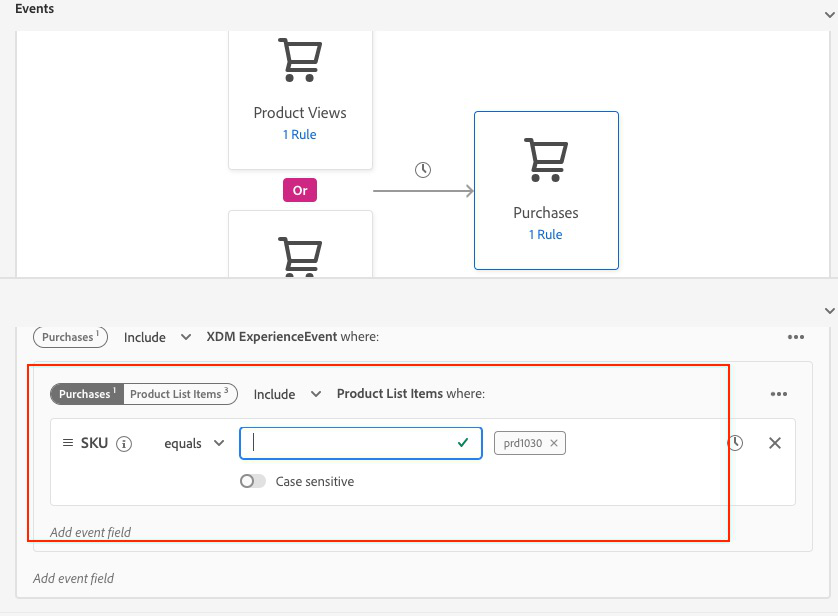 Events
Product Views
1 Rule
Or
Purchases
1 Rule
Purchases 1 Include XDM ExperienceEvent where:
Purchases 1 Product List Items 3 Include Product List Items where:
SKU equals prd1030
Case sensitive
Add event field
Add event field